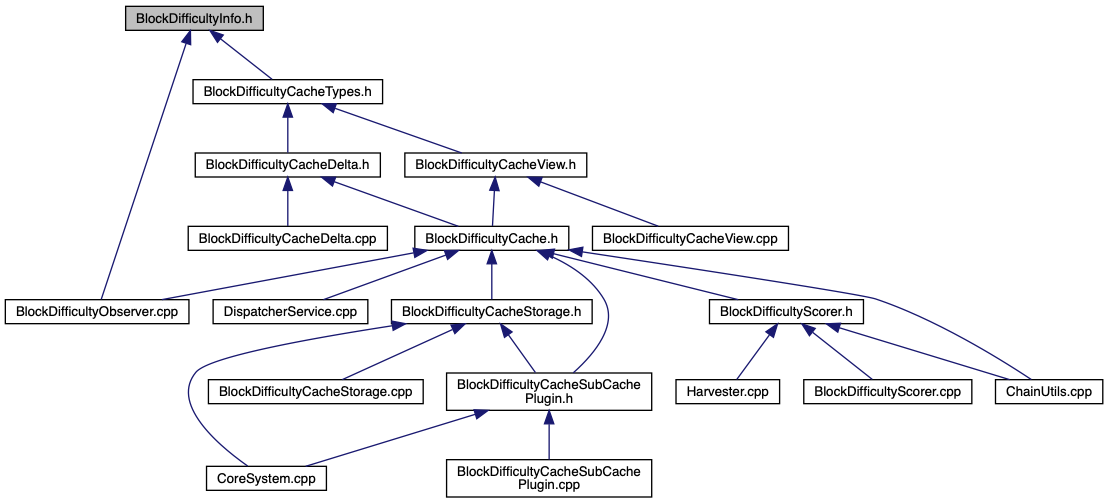 BlockDifficultyInfo.h
BlockDifficultyCacheTypes.h
BlockDifficultyCacheDelta.h
BlockDifficultyCacheView.h
BlockDifficultyCacheDelta.cpp
BlockDifficultyCache.h
BlockDifficultyCacheView.cpp
BlockDifficultyObserver.cpp
DispatcherService.cpp
BlockDifficultyCacheStorage.h
BlockDifficultyScorer.h
BlockDifficultyCacheStorage.cpp
BlockDifficultyCacheSubCache
Plugin.h
Harvester.cpp
BlockDifficultyScorer.cpp
ChainUtils.cpp
CoreSystem.cpp
BlockDifficultyCacheSubCache
Plugin.cpp